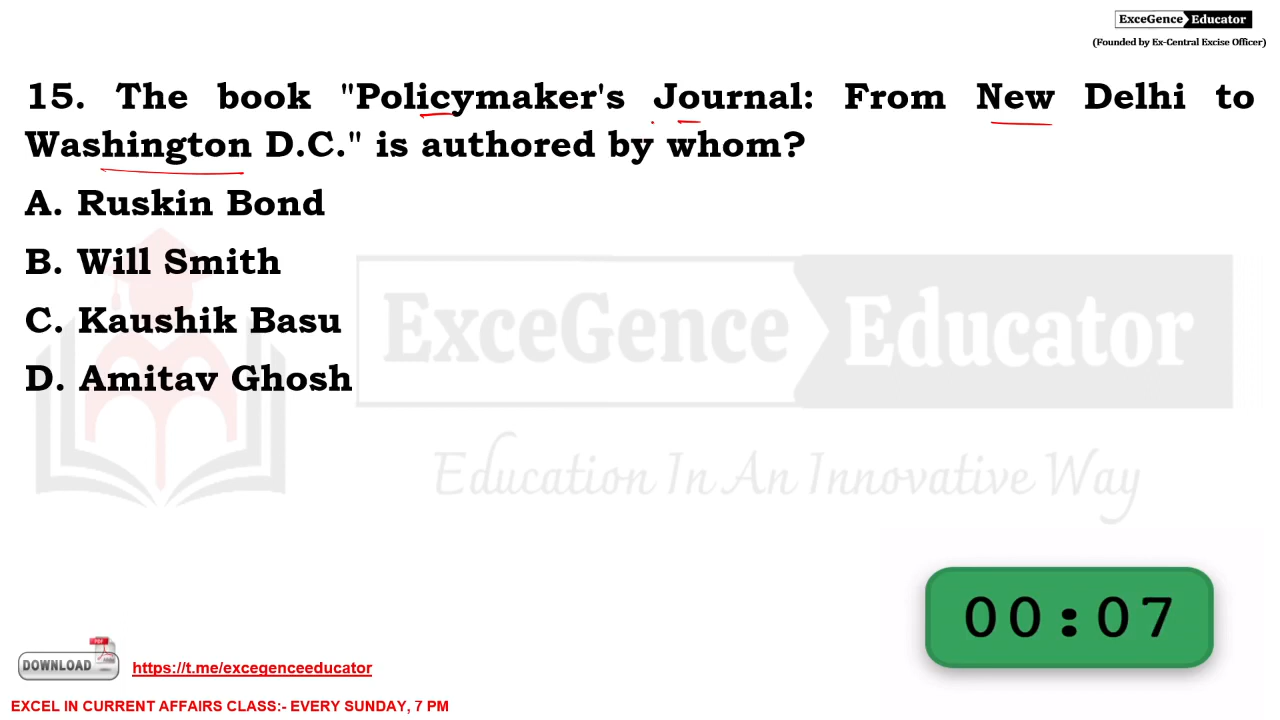 ExceGence Educator
(Founded by Ex-Central Excise Officer)
15. The book "Policymaker's Journal: From New Delhi to
Washington D.C." is authored by whom?
A. Ruskin Bond
B. Will Smith
C. Kaushik Basu
D. Amitav Ghosh
ExceGence Educator
Education In An Innovative Way
00:07
PDF
DOWNLOAD
https://t.me/excegenceeducator
EXCEL IN CURRENT AFFAIRS CLASS:- EVERY SUNDAY, 7 PM